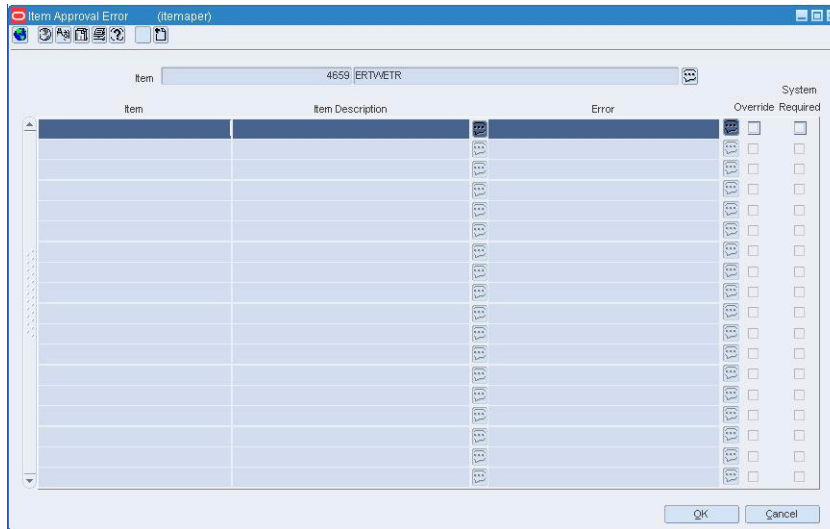 Item Approval Error (itemaper)
Item 4659 ERTWETR
System
Item Item Description Error Override Required
OK Cancel